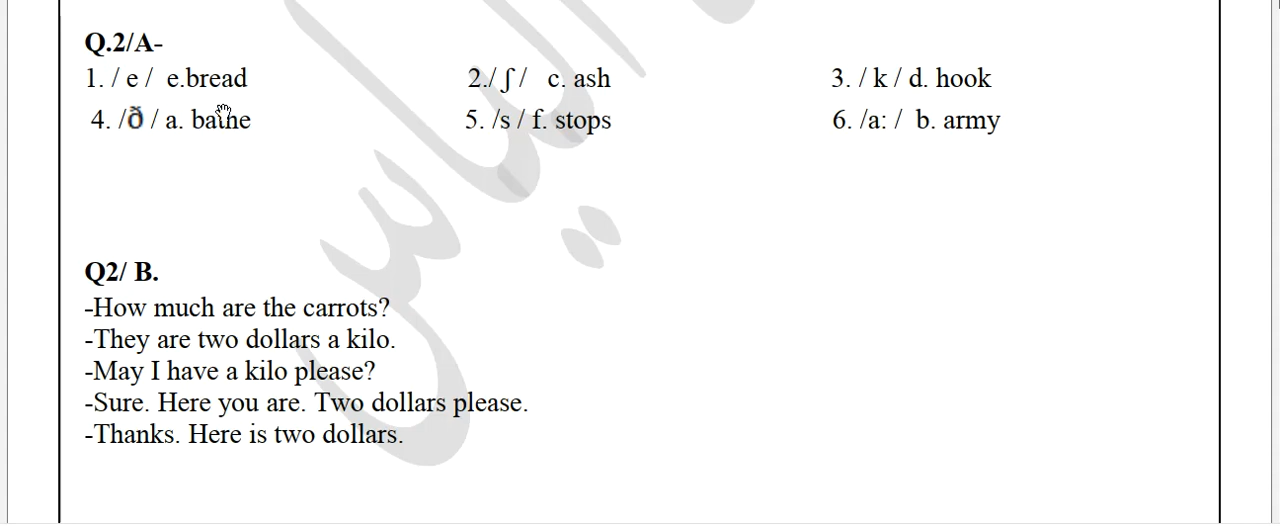 Q.2/A-
1. / e / e.bread 2./ ʃ / c. ash 3. / k / d. hook
4. /ð / a. bathe 5. /s / f. stops 6. /a: / b. army
Q2/ B.
-How much are the carrots?
-They are two dollars a kilo.
-May I have a kilo please?
-Sure. Here you are. Two dollars please.
-Thanks. Here is two dollars.